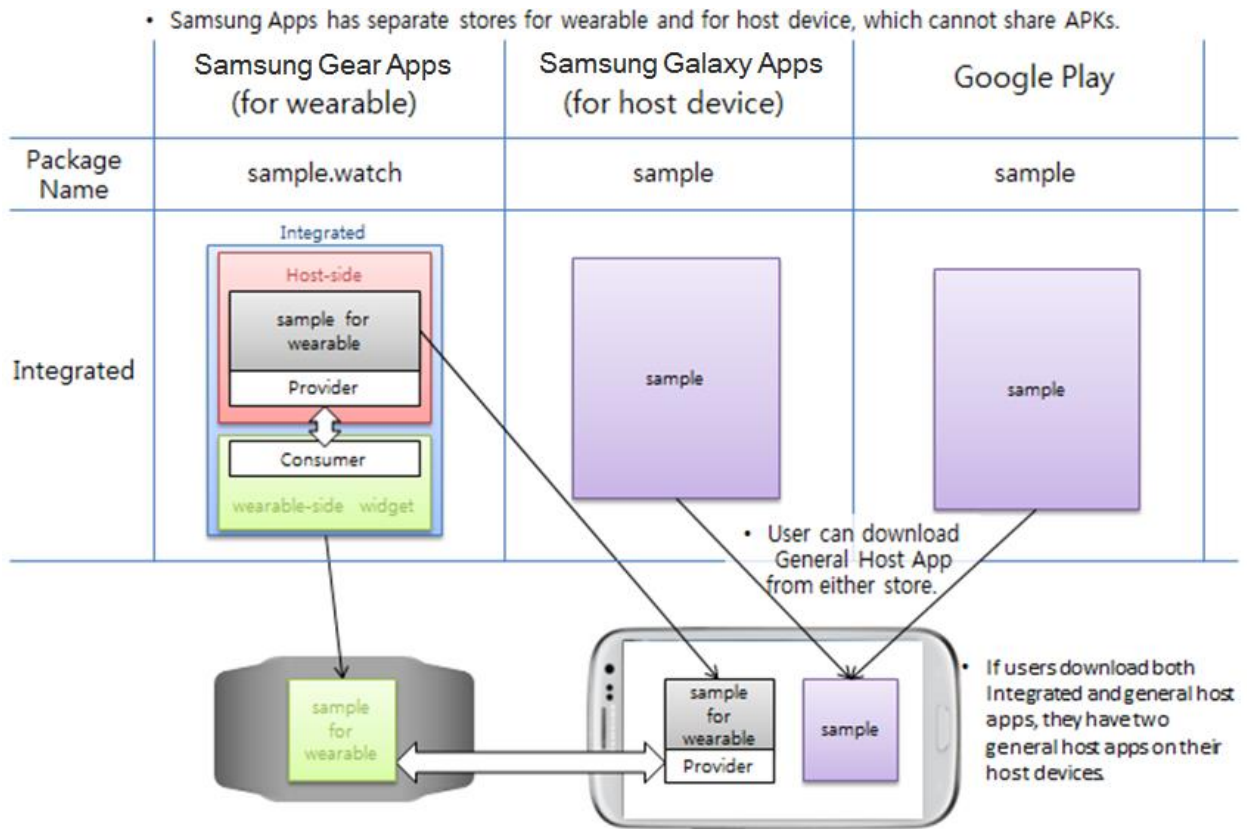 • Samsung Apps has separate stores for wearable and for host device, which cannot share APKs.
Samsung Gear Apps
(for wearable)
Samsung Galaxy Apps
(for host device)
Google Play
Package
Name
sample.watch
sample
sample
Integrated
Integrated
Host-side
sample for
wearable
Provider
Consumer
wearable-side widget
sample
sample
• User can download
General Host App
from either store.
sample
for
wearable
sample
for
wearable
Provider
sample
• If users download both
Integrated and general host
apps, they have two
general host apps on their
host devices.